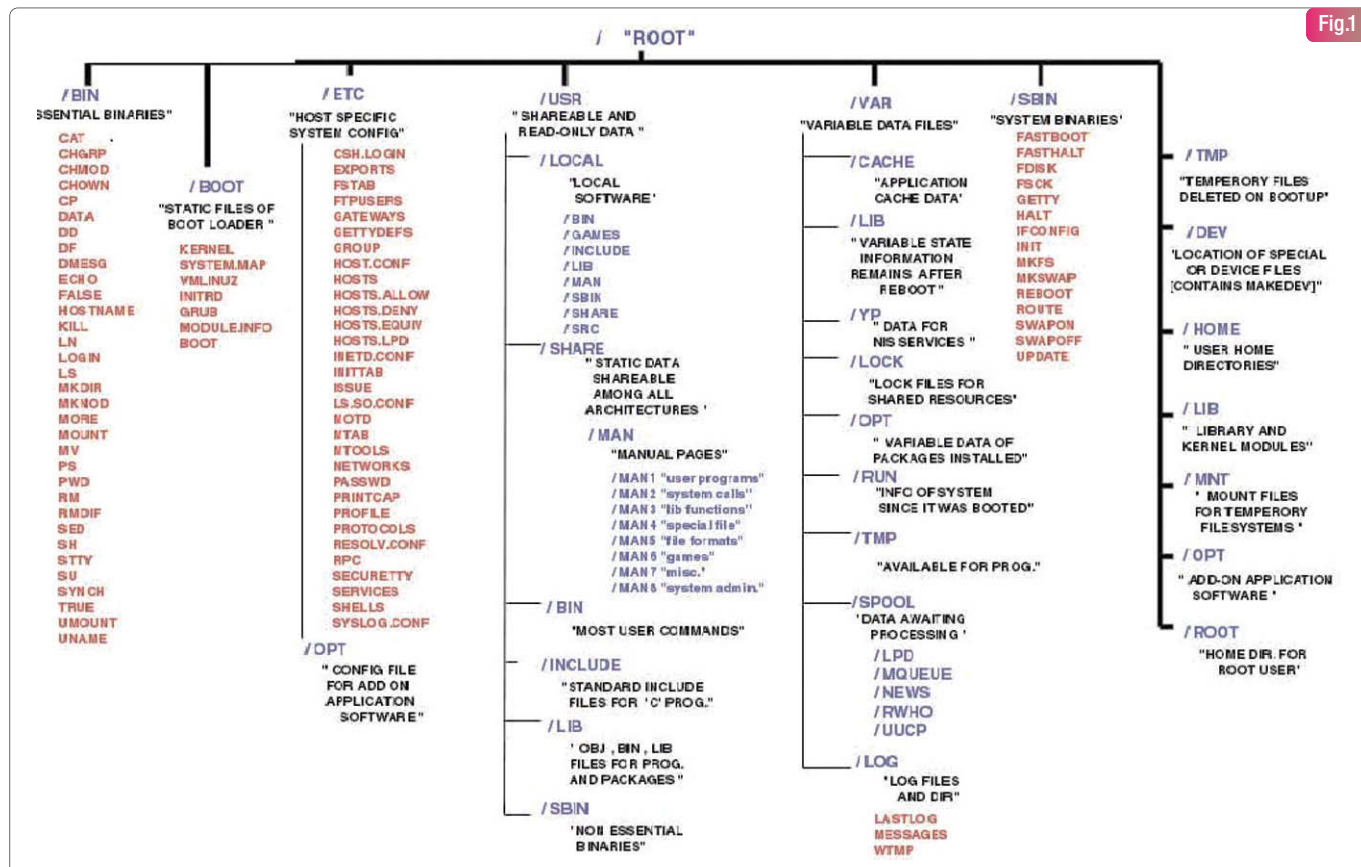 Fig.1
/ "ROOT"
/BIN
SSENTIAL BINARIES"
CAT
CHGRP
CHMOD
CHOWN
CP
DATA
DD
DF
DMESG
ECHO
FALSE
HOSTNAME
KILL
LN
LOGIN
LS
MKDIR
MKNOD
MORE
MOUNT
MV
PS
PWD
RM
RMDIF
SED
SH
STTY
SU
SYNCH
TRUE
UMOUNT
UNAME
/BOOT
"STATIC FILES OF
BOOT LOADER "
KERNEL
SYSTEM.MAP
VMLINUZ
INITRD
GRUB
MODULE.INFO
BOOT
/ETC
"HOST SPECIFIC
SYSTEM CONFIG"
CSH.LOGIN
EXPORTS
FSTAB
FTPUSERS
GATEWAYS
GETTYDEFS
GROUP
HOST.CONF
HOSTS
HOSTS.ALLOW
HOSTS.DENY
HOSTS.EQUIV
HOSTS.LPD
INETD.CONF
INITTAB
ISSUE
LS.SO.CONF
MOTD
MTAB
MTOOLS
NETWORKS
PASSWD
PRINTCAP
PROFILE
PROTOCOLS
RESOLV.CONF
RPC
SECURETTY
SERVICES
SHELLS
SYSLOG.CONF
/OPT
" CONFIG FILE
FOR ADD ON
APPLICATION
SOFTWARE"
/USR
"SHAREABLE AND
READ-ONLY DATA "
/LOCAL
"LOCAL
SOFTWARE'
/BIN
/GAMES
/INCLUDE
/LIB
/MAN
/SBIN
/SHARE
/SRC
/SHARE
" STATIC DATA
SHAREABLE
AMONG ALL
ARCHITECTURES '
/MAN
"MANUAL PAGES"
/MAN1 "user programs"
/MAN2 "system calls"
/MAN3 "lib functions"
/MAN4 "special file"
/MAN5 "file formats"
/MAN6 "games"
/MAN7 "misc.'
/MAN8 "system admin."
/BIN
'MOST USER COMMANDS"
/INCLUDE
"STANDARD INCLUDE
FILES FOR 'C' PROG."
/LIB
' OBJ , BIN , LIB
FILES FOR PROG.
AND PACKAGES "
/SBIN
'NON ESSENTIAL
BINARIES"
/VAR
"VARIABLE DATA FILES"
/CACHE
"APPLICATION
CACHE DATA'
/LIB
"VARIABLE STATE
INFORMATION
REMAINS AFTER
REBOOT "
/YP
" DATA FOR
NIS SERVICES "
/LOCK
"LOCK FILES FOR
SHARED RESOURCES'
/OPT
" VARIABLE DATA OF
PACKAGES INSTALLED"
/RUN
"INFO OF SYSTEM
SINCE IT WAS BOOTED"
/TMP
"AVAILABLE FOR PROG."
/SPOOL
'DATA AWAITING
PROCESSING '
/LPD
/MQUEUE
/NEWS
/RWHO
/UUCP
/LOG
"LOG FILES
AND DIR"
LASTLOG
MESSAGES
WTMP
/SBIN
"SYSTEM BINARIES'
FASTBOOT
FASTHALT
FDISK
FSCK
GETTY
HALT
IFCONFIG
INIT
MKFS
MKSWAP
REBOOT
ROUTE
SWAPON
SWAPOFF
UPDATE
/TMP
"TEMPERORY FILES
DELETED ON BOOTUP"
/DEV
"LOCATION OF SPECIAL
OR DEVICE FILES
[CONTAINS MAKEDEV]"
/HOME
" USER HOME
DIRECTORIES"
/LIB
" LIBRARY AND
KERNEL MODULES"
/MNT
' MOUNT FILES
FOR TEMPERORY
FILESYSTEMS '
/OPT
" ADD-ON APPLICATION
SOFTWARE '
/ROOT
"HOME DIR. FOR
ROOT USER'